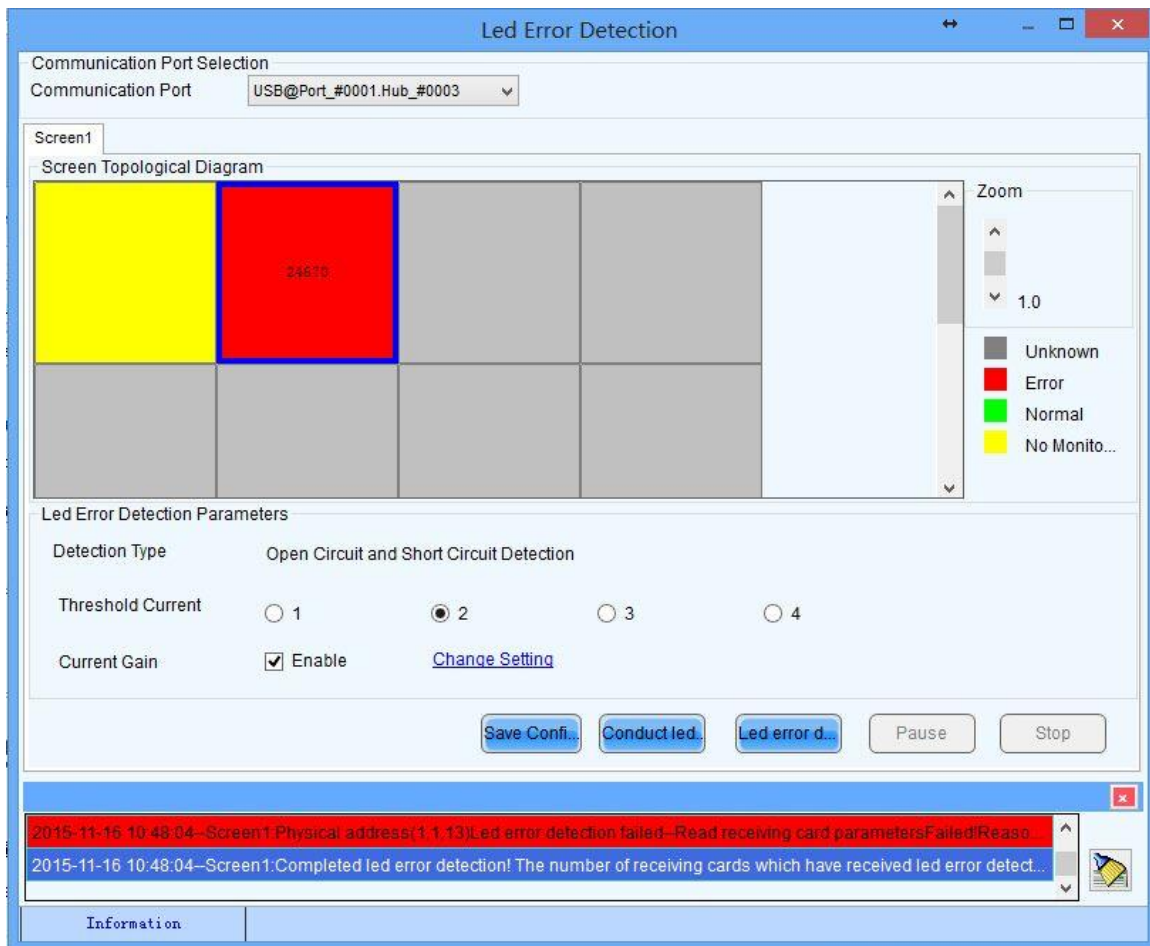 Led Error Detection
Communication Port Selection
Communication Port USB@Port_#0001.Hub_#0003
Screen1
Screen Topological Diagram
Zoom
24670
1.0
Unknown
Error
Normal
No Monito...
Led Error Detection Parameters
Detection Type Open Circuit and Short Circuit Detection
Threshold Current 1 2 3 4
Current Gain Enable Change Setting
Save Confi... Conduct led.. Led error d... Pause Stop
2015-11-16 10:48:04--Screen1:Physical address(1,1,13)Led error detection failed--Read receiving card parametersFailed!Reaso...
2015-11-16 10:48:04--Screen1:Completed led error detection! The number of receiving cards which have received led error detect...
Information